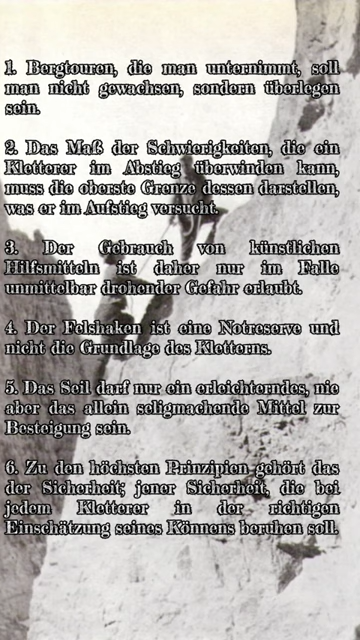 1. Bergtouren, die man unternimmt, soll
man nicht gewachsen, sondern überlegen
sein.
2. Das Maß der Schwierigkeiten, die ein
Kletterer im Abstieg überwinden kann,
muss die oberste Grenze dessen darstellen,
was er im Aufstieg versucht.
3. Der Gebrauch von künstlichen
Hilfsmitteln ist daher nur im Falle
unmittelbar drohender Gefahr erlaubt.
4. Der Felshaken ist eine Notreserve und
nicht die Grundlage des Kletterns.
5. Das Seil darf nur ein erleichterndes, nie
aber das allein seligmachende Mittel zur
Besteigung sein.
6. Zu den höchsten Prinzipien gehört das
der Sicherheit; jener Sicherheit, die bei
jedem Kletterer in der richtigen
Einschätzung seines Könnens beruhen soll.